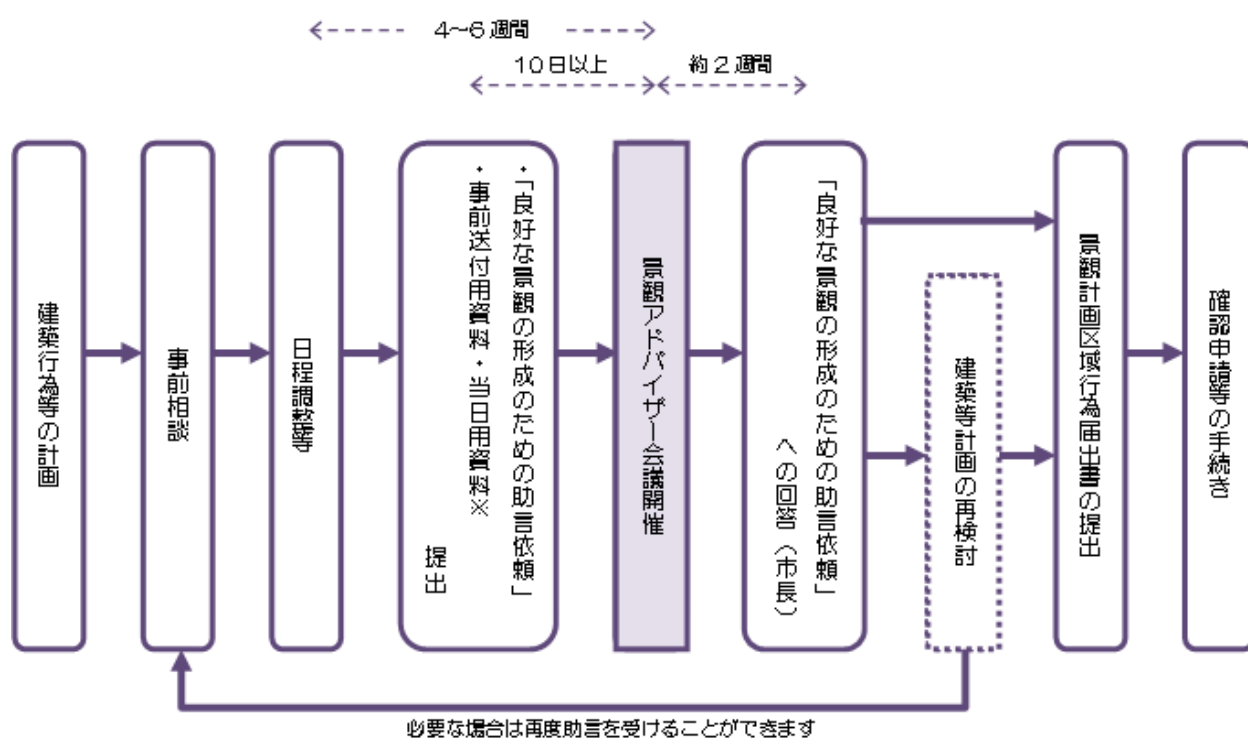 4～6週間
10日以上
約２週間
建築行為等の計画
事前相談
日程調整等
・「良好な景観の形成のための助言依頼」
・事前送付用資料・当日用資料※
提出
景観アドバイザー会議開催
「良好な景観の形成のための助言依頼」
への回答（市長）
建築等計画の再検討
景観計画区域行為届出書の提出
確認申請等の手続き
必要な場合は再度助言を受けることができます